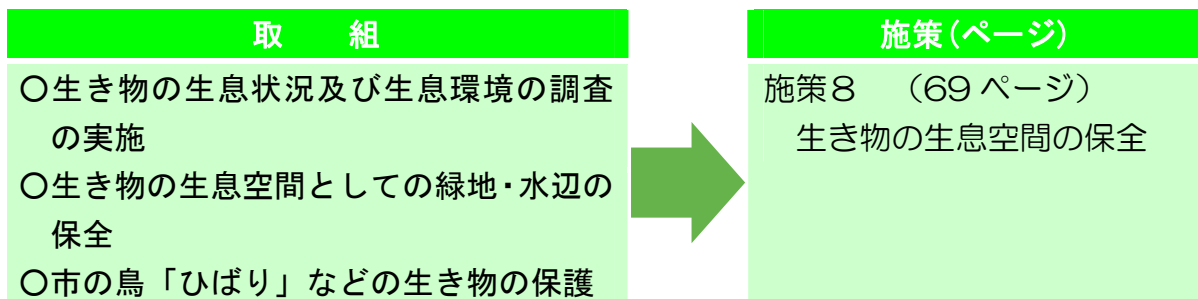 取　組
〇生き物の生息状況及び生息環境の調査
の実施
〇生き物の生息空間としての緑地・水辺の
保全
〇市の鳥「ひばり」などの生き物の保護
施策(ページ)
施策８　（69 ページ）
生き物の生息空間の保全